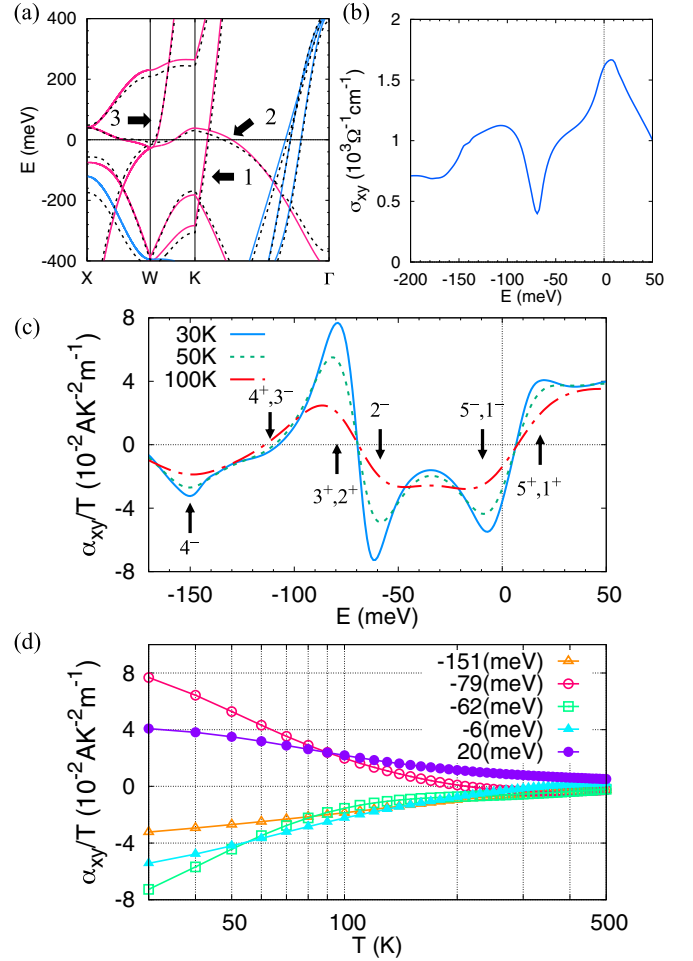 (a)
400
200
0
-200
-400
E (meV)
3
2
1
X W K Γ
(b)
2
1.5
1
0.5
0
σxy (10³Ω⁻¹cm⁻¹)
-200 -150 -100 -50 0 50
E (meV)
(c)
8
4
0
-4
-8
αxy/T (10⁻² AK⁻²m⁻¹)
30K
50K
100K
4⁺,3⁻
2⁻
5⁻,1⁻
4⁻
3⁺,2⁺
5⁺,1⁺
-150 -100 -50 0 50
E (meV)
(d)
8
4
0
-4
-8
αxy/T (10⁻² AK⁻²m⁻¹)
-151(meV)
-79(meV)
-62(meV)
-6(meV)
20(meV)
50 100 500
T (K)